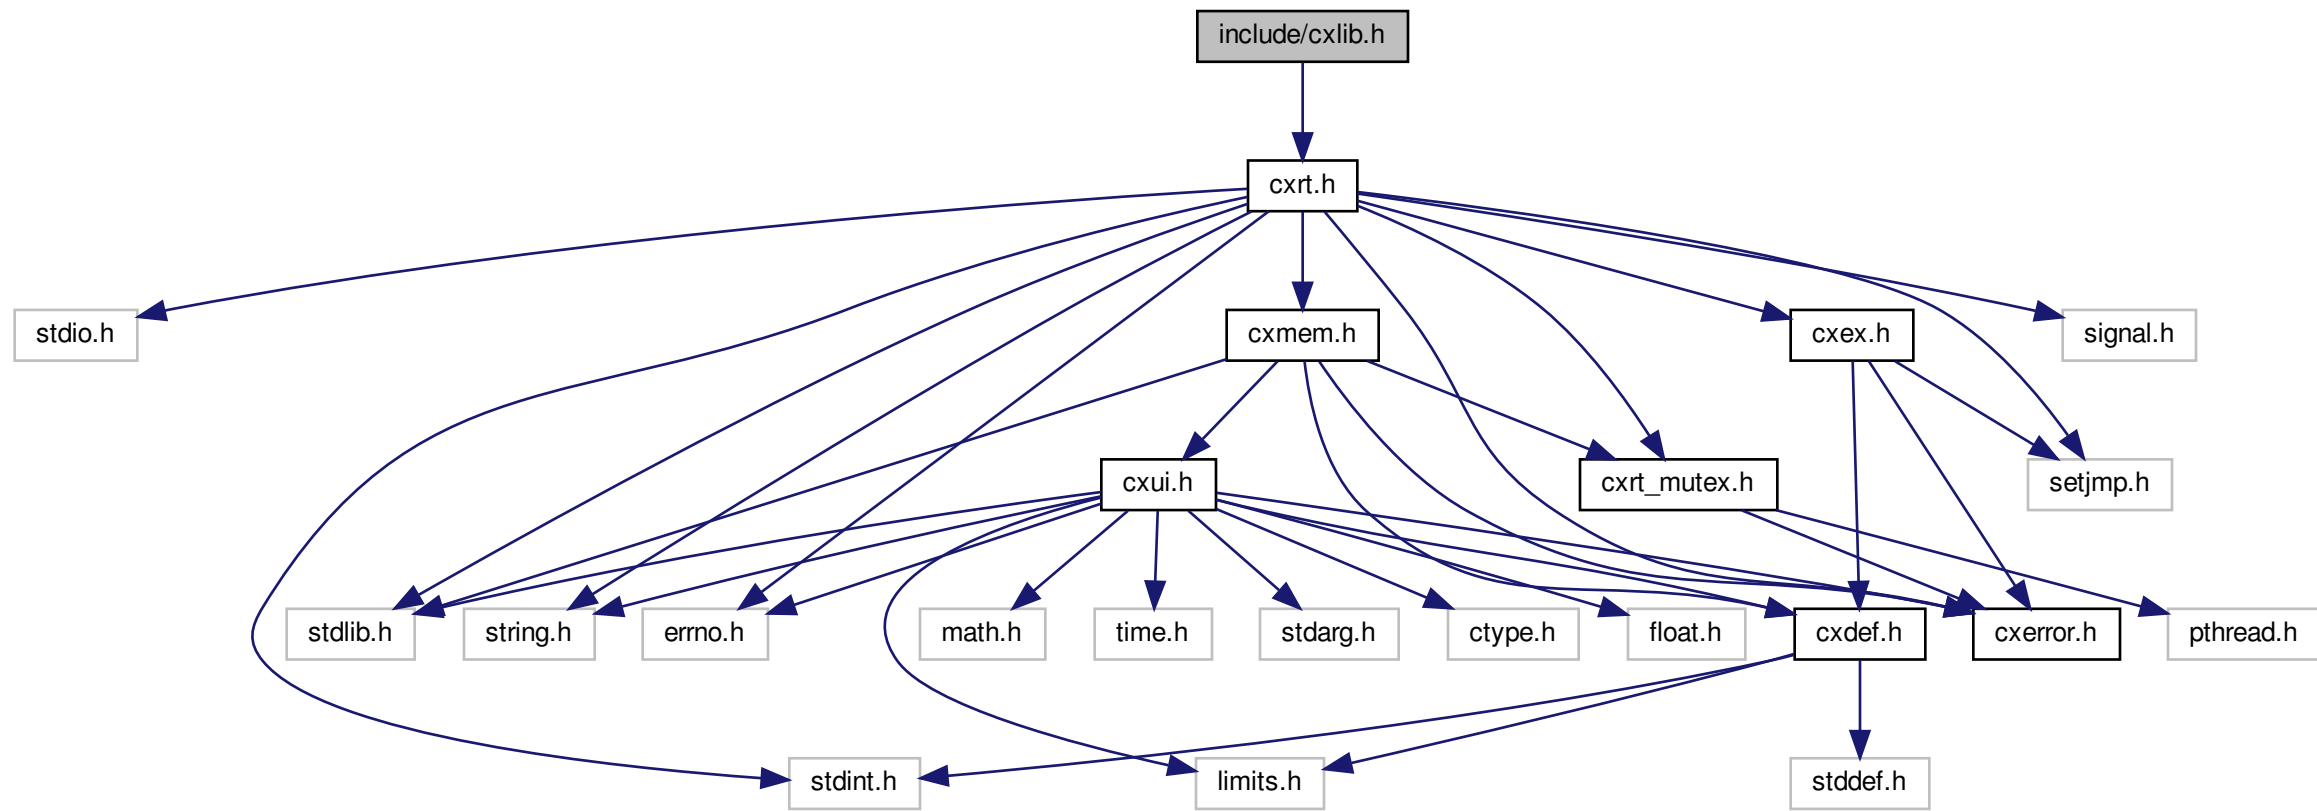 include/cxlib.h
cxrt.h
stdio.h
cxmem.h
cxex.h
signal.h
cxui.h
cxrt_mutex.h
setjmp.h
stdlib.h
string.h
errno.h
math.h
time.h
stdarg.h
ctype.h
float.h
cxdef.h
cxerror.h
pthread.h
stdint.h
limits.h
stddef.h